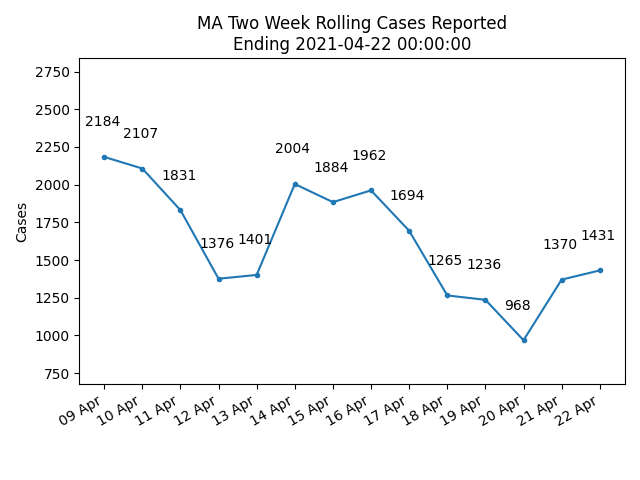 MA Two Week Rolling Cases Reported
Ending 2021-04-22 00:00:00
2750
2500
2250
2000
1750
1500
1250
1000
750
Cases
2184
2107
1831
1376
1401
2004
1884
1962
1694
1265
1236
968
1370
1431
09 Apr
10 Apr
11 Apr
12 Apr
13 Apr
14 Apr
15 Apr
16 Apr
17 Apr
18 Apr
19 Apr
20 Apr
21 Apr
22 Apr